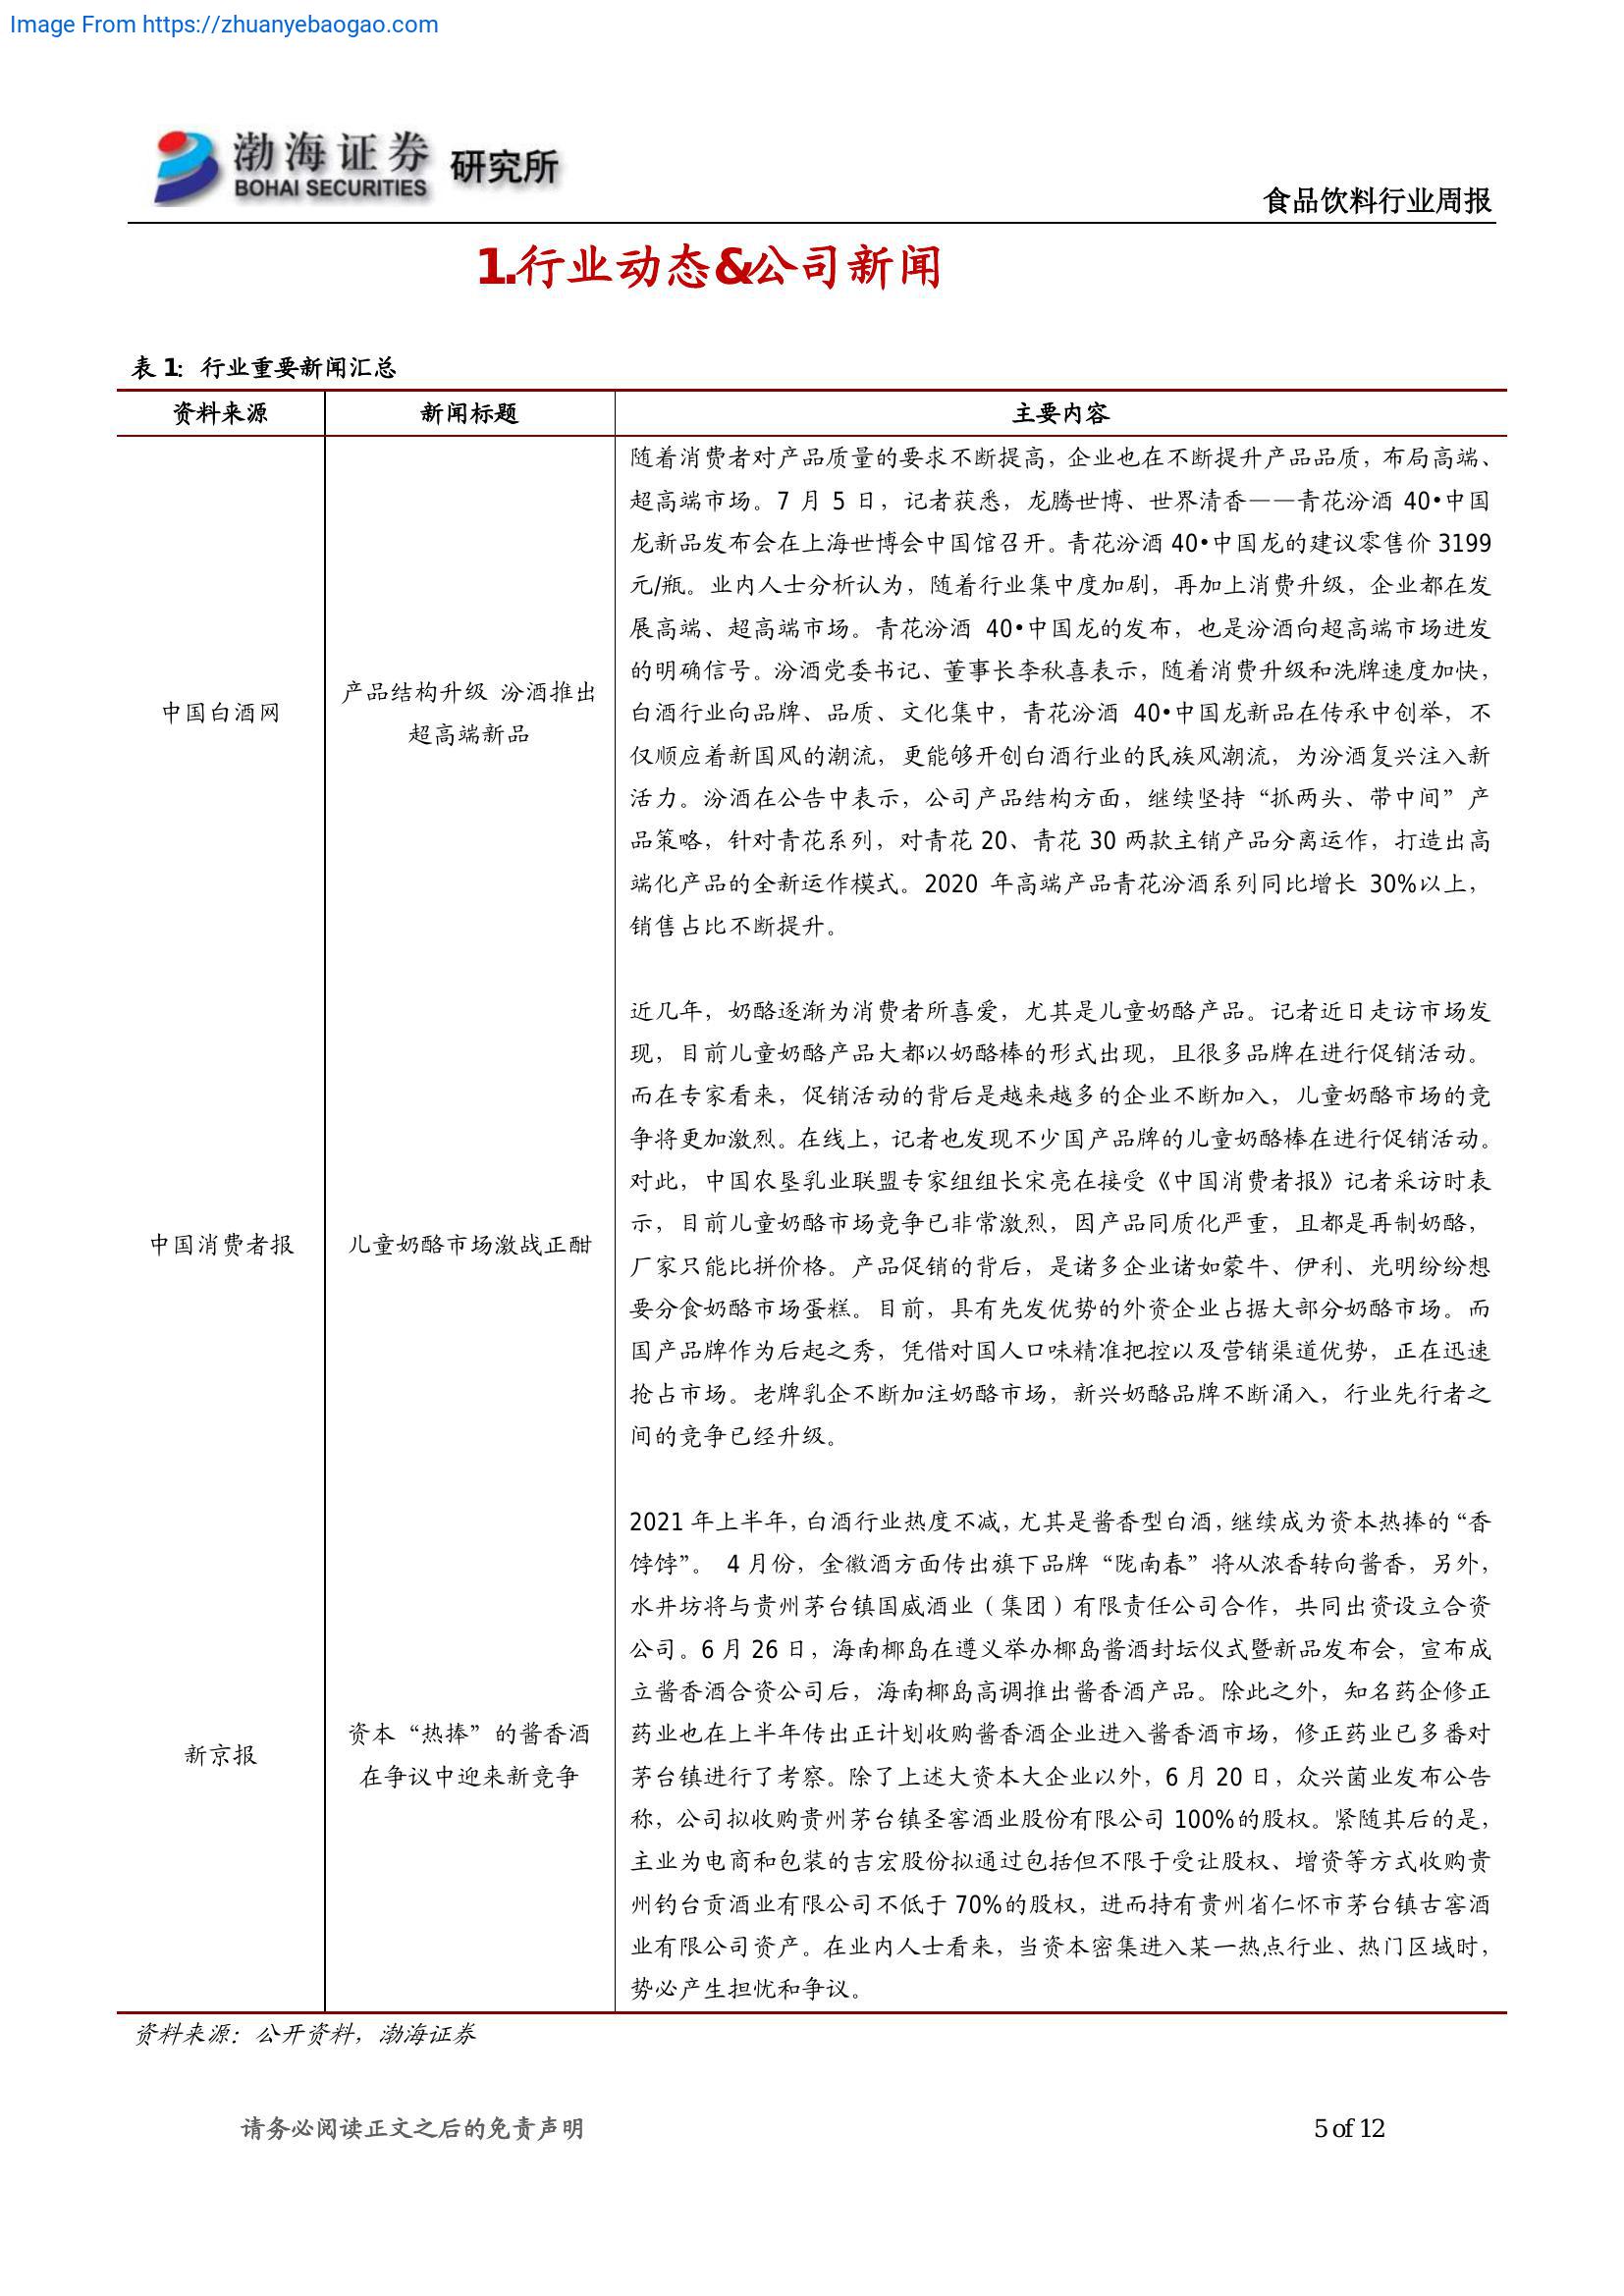 Image From https://zhuanyebaogao.com
渤海证券 研究所
BOHAI SECURITIES
食品饮料行业周报
1.行业动态&公司新闻
表 1：行业重要新闻汇总
资料来源 新闻标题 主要内容
中国白酒网
产品结构升级 汾酒推出
超高端新品
随着消费者对产品质量的要求不断提高，企业也在不断提升产品品质，布局高端、
超高端市场。7 月 5 日，记者获悉，龙腾世博、世界清香——青花汾酒 40•中国
龙新品发布会在上海世博会中国馆召开。青花汾酒 40•中国龙的建议零售价 3199
元/瓶。业内人士分析认为，随着行业集中度加剧，再加上消费升级，企业都在发
展高端、超高端市场。青花汾酒 40•中国龙的发布，也是汾酒向超高端市场进发
的明确信号。汾酒党委书记、董事长李秋喜表示，随着消费升级和洗牌速度加快，
白酒行业向品牌、品质、文化集中，青花汾酒 40•中国龙新品在传承中创举，不
仅顺应着新国风的潮流，更能够开创白酒行业的民族风潮流，为汾酒复兴注入新
活力。汾酒在公告中表示，公司产品结构方面，继续坚持“抓两头、带中间”产
品策略，针对青花系列，对青花 20、青花 30 两款主销产品分离运作，打造出高
端化产品的全新运作模式。2020 年高端产品青花汾酒系列同比增长 30%以上，
销售占比不断提升。
中国消费者报
儿童奶酪市场激战正酣
近几年，奶酪逐渐为消费者所喜爱，尤其是儿童奶酪产品。记者近日走访市场发
现，目前儿童奶酪产品大都以奶酪棒的形式出现，且很多品牌在进行促销活动。
而在专家看来，促销活动的背后是越来越多的企业不断加入，儿童奶酪市场的竞
争将更加激烈。在线上，记者也发现不少国产品牌的儿童奶酪棒在进行促销活动。
对此，中国农垦乳业联盟专家组组长宋亮在接受《中国消费者报》记者采访时表
示，目前儿童奶酪市场竞争已非常激烈，因产品同质化严重，且都是再制奶酪，
厂家只能比拼价格。产品促销的背后，是诸多企业诸如蒙牛、伊利、光明纷纷想
要分食奶酪市场蛋糕。目前，具有先发优势的外资企业占据大部分奶酪市场。而
国产品牌作为后起之秀，凭借对国人口味精准把控以及营销渠道优势，正在迅速
抢占市场。老牌乳企不断加注奶酪市场，新兴奶酪品牌不断涌入，行业先行者之
间的竞争已经升级。
新京报
资本“热捧”的酱香酒
在争议中迎来新竞争
2021 年上半年，白酒行业热度不减，尤其是酱香型白酒，继续成为资本热捧的“香
饽饽”。 4 月份，金徽酒方面传出旗下品牌“陇南春”将从浓香转向酱香，另外，
水井坊将与贵州茅台镇国威酒业（集团）有限责任公司合作，共同出资设立合资
公司。6 月 26 日，海南椰岛在遵义举办椰岛酱酒封坛仪式暨新品发布会，宣布成
立酱香酒合资公司后，海南椰岛高调推出酱香酒产品。除此之外，知名药企修正
药业也在上半年传出正计划收购酱香酒企业进入酱香酒市场，修正药业已多番对
茅台镇进行了考察。除了上述大资本大企业以外，6 月 20 日，众兴菌业发布公告
称，公司拟收购贵州茅台镇圣窖酒业股份有限公司 100%的股权。紧随其后的是，
主业为电商和包装的吉宏股份拟通过包括但不限于受让股权、增资等方式收购贵
州钓台贡酒业有限公司不低于 70%的股权，进而持有贵州省仁怀市茅台镇古窖酒
业有限公司资产。在业内人士看来，当资本密集进入某一热点行业、热门区域时，
势必产生担忧和争议。
资料来源：公开资料，渤海证券
请务必阅读正文之后的免责声明
5 of 12